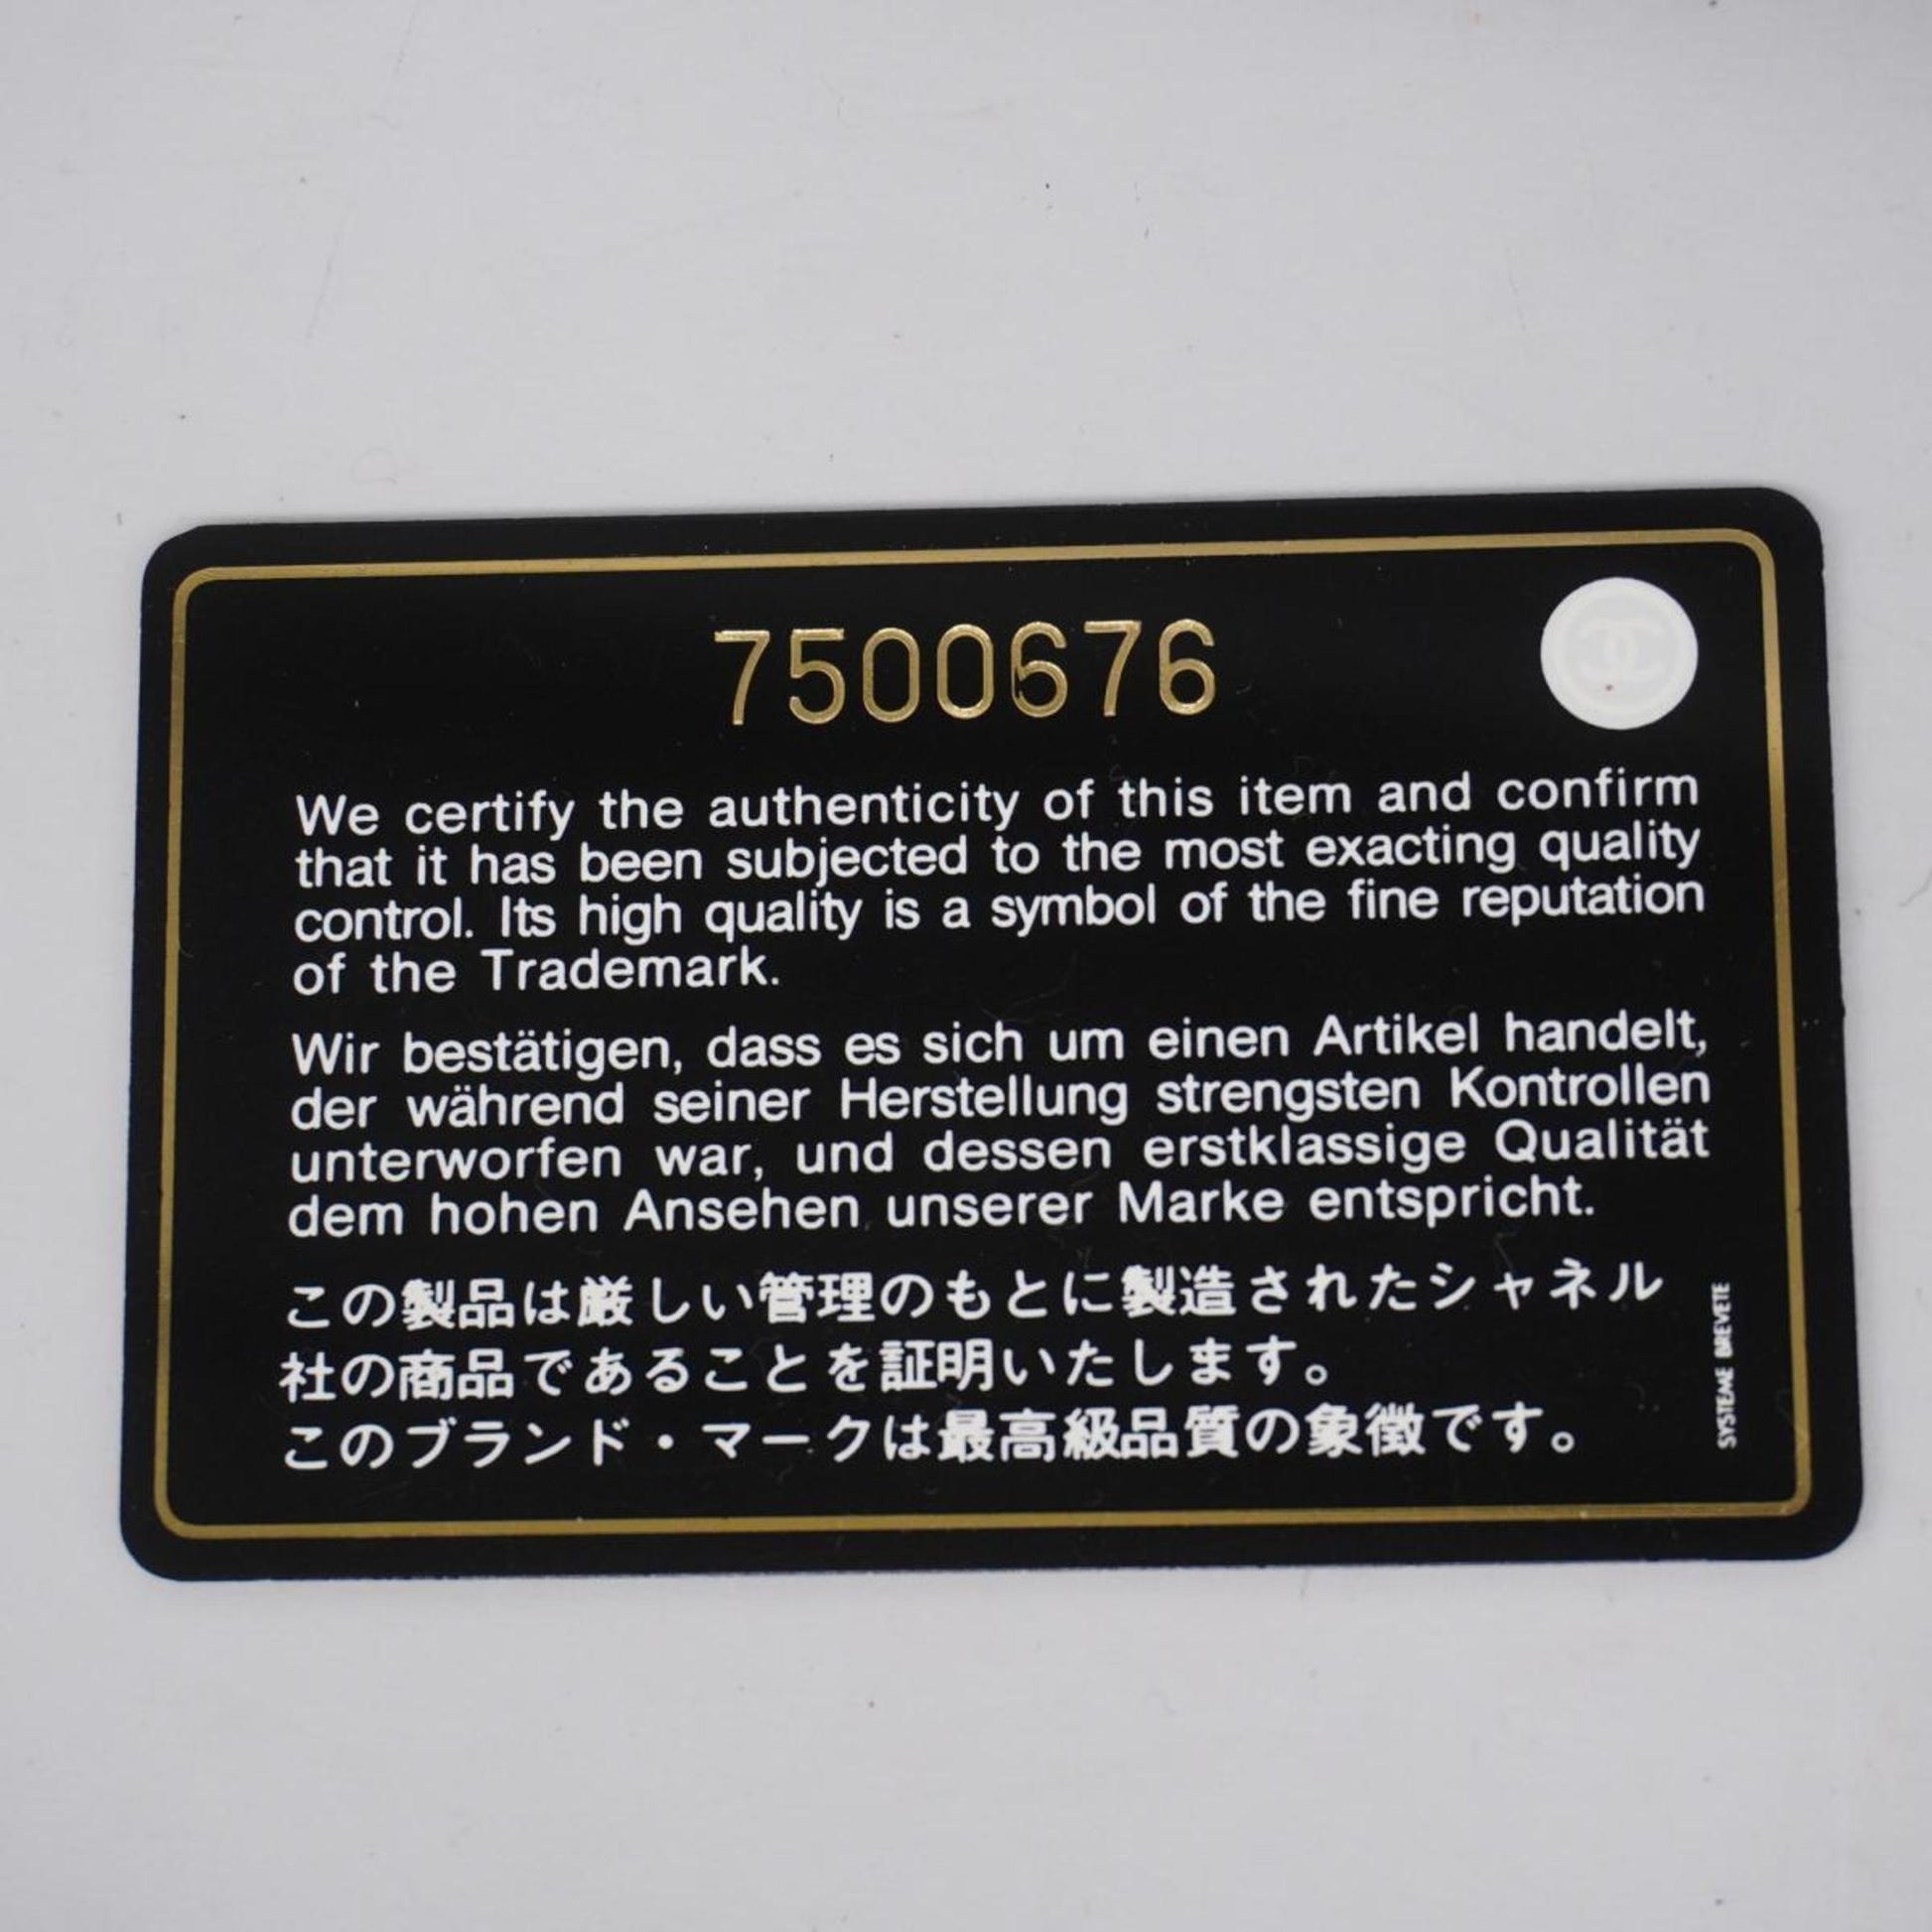 7500676
We certify the authenticity of this item and confirm
that it has been subjected to the most exacting quality
control. Its high quality is a symbol of the fine reputation
of the Trademark.
Wir bestätigen, dass es sich um einen Artikel handelt,
der während seiner Herstellung strengsten Kontrollen
unterworfen war, und dessen erstklassige Qualität
dem hohen Ansehen unserer Marke entspricht.
この製品は厳しい管理のもとに製造されたシャネル
社の商品であることを証明いたします。
このブランド・マークは最高級品質の象徴です。
SYSTEME BREVETE